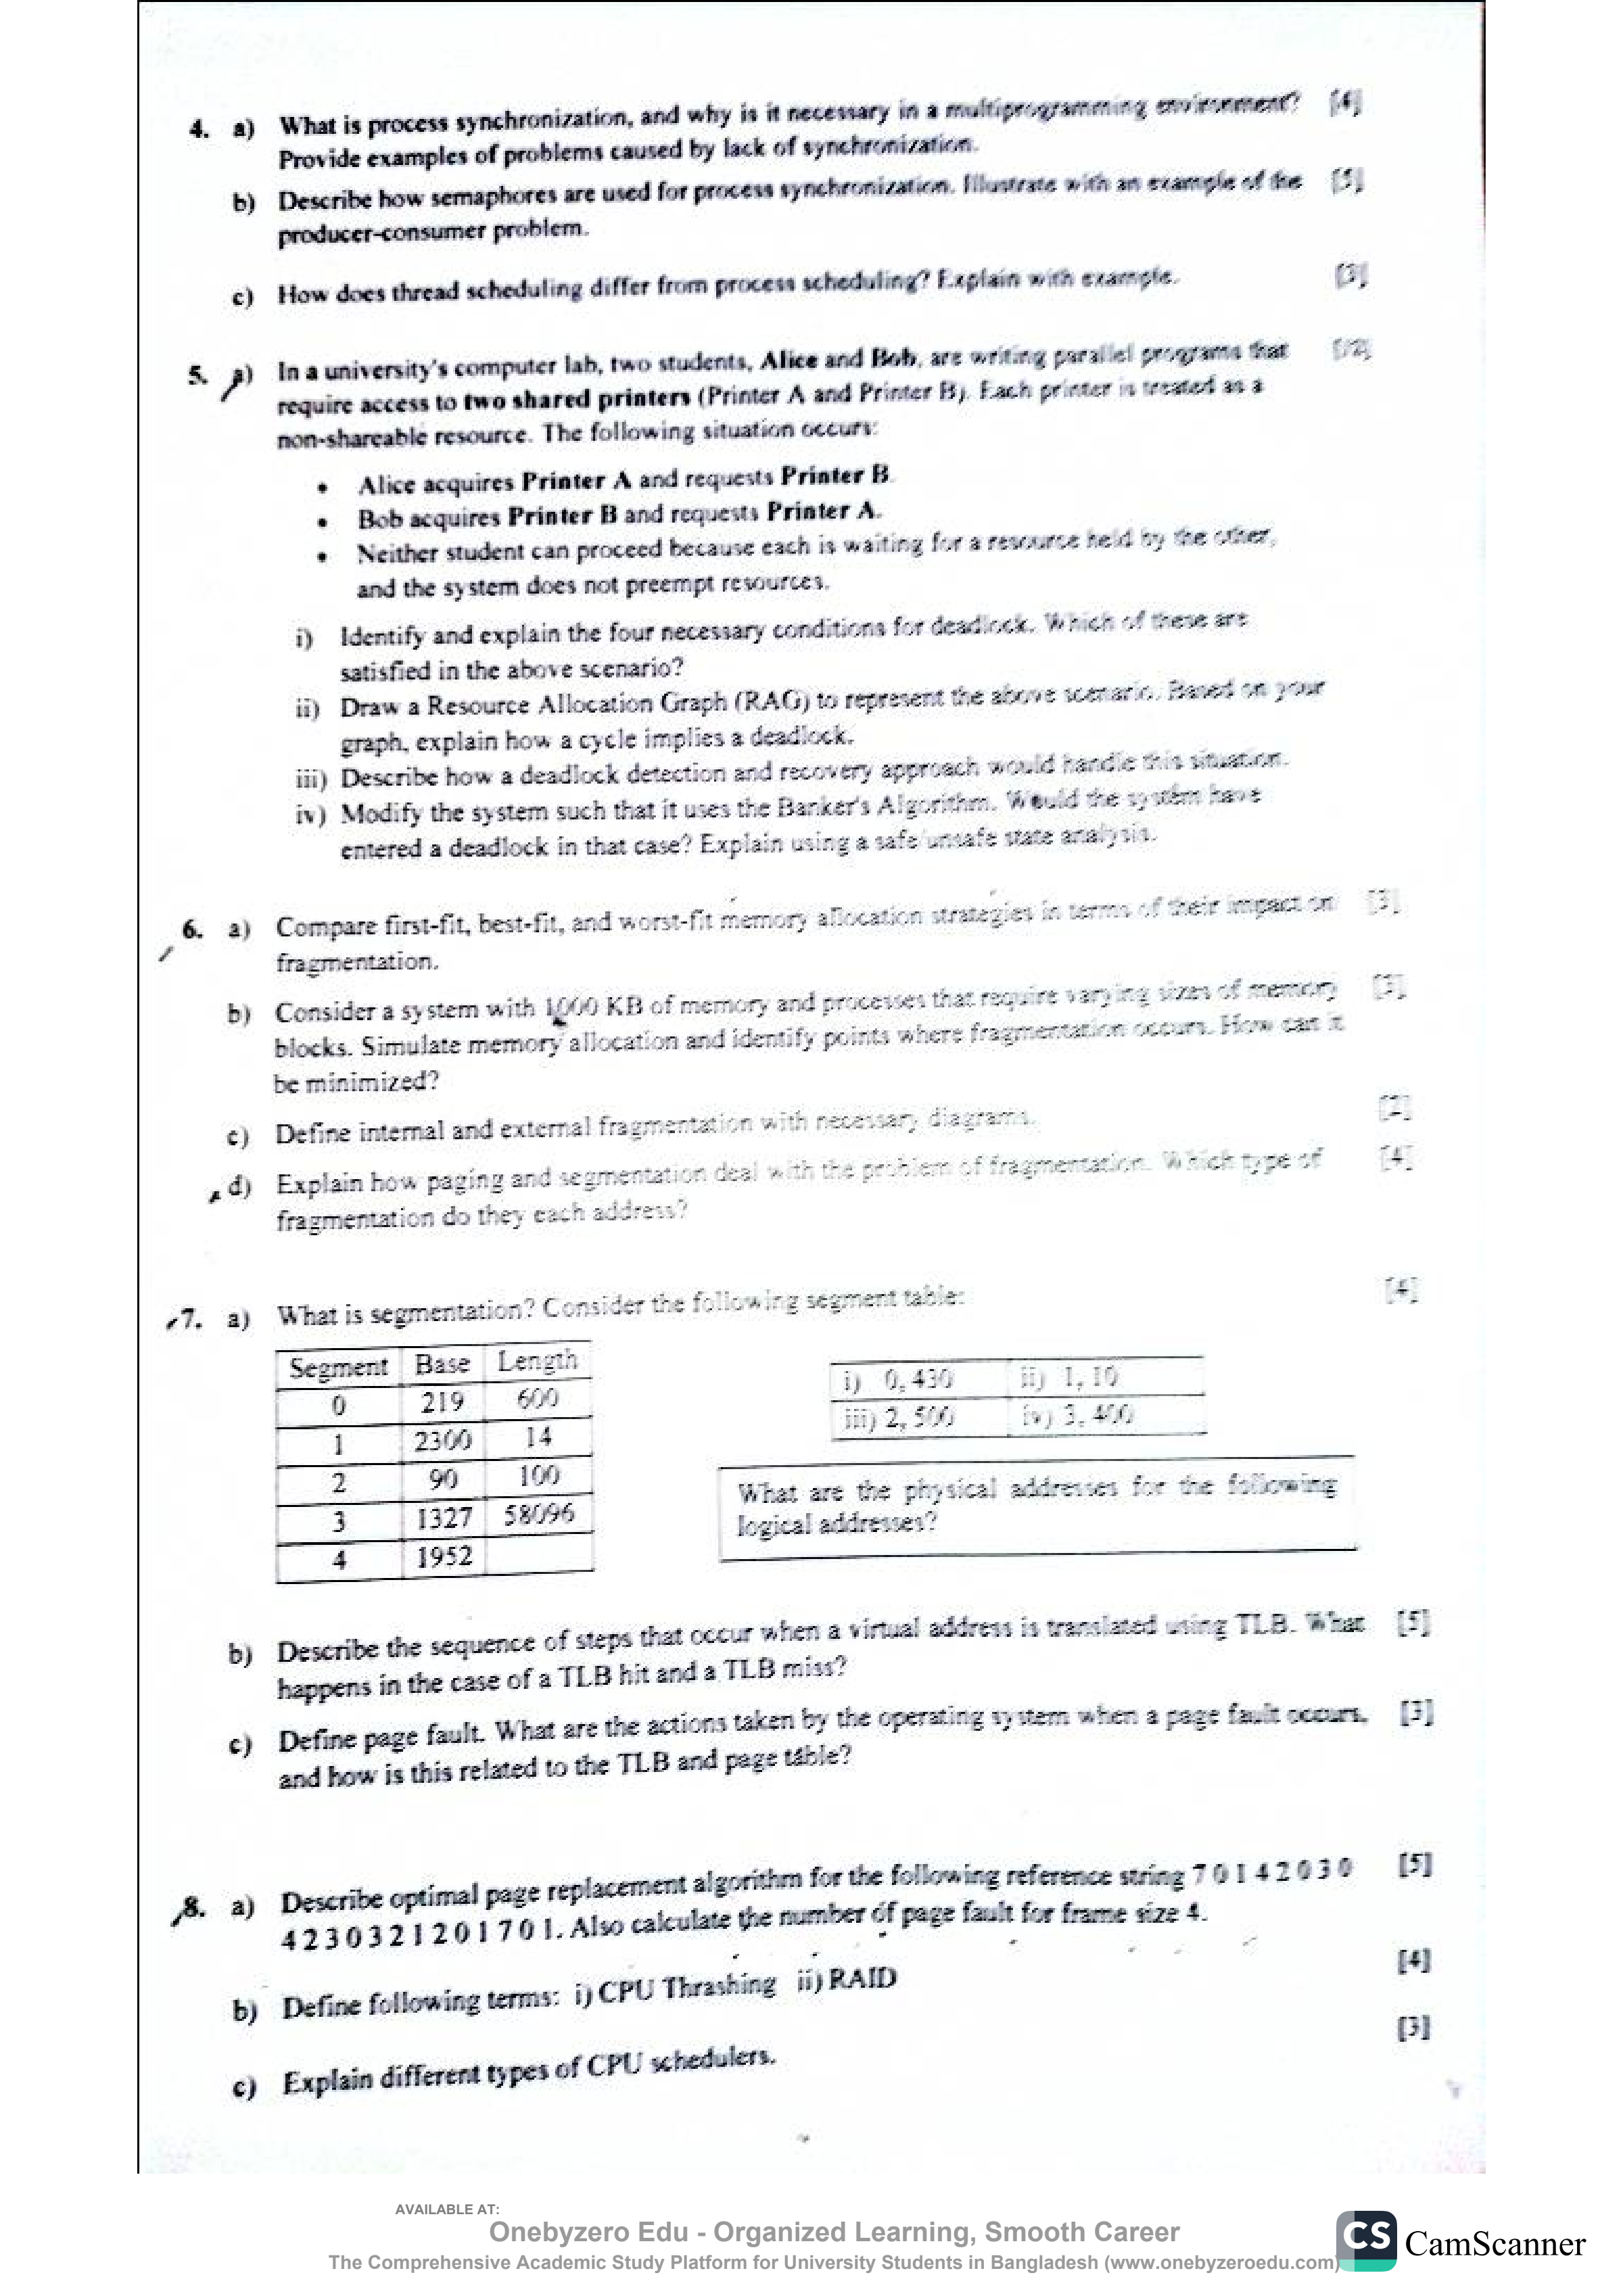 4. a) What is process synchronization, and why is it necessary in a multiprogramming environment? [4]
Provide examples of problems caused by lack of synchronization.
b) Describe how semaphores are used for process synchronization. Illustrate with an example of the [5]
producer-consumer problem.
c) How does thread scheduling differ from process scheduling? Explain with example. [3]
5. a) In a university's computer lab, two students, Alice and Bob, are writing parallel programs that [12]
require access to two shared printers (Printer A and Printer B). Each printer is treated as a
non-shareable resource. The following situation occurs:
• Alice acquires Printer A and requests Printer B.
• Bob acquires Printer B and requests Printer A.
• Neither student can proceed because each is waiting for a resource held by the other,
and the system does not preempt resources.
i) Identify and explain the four necessary conditions for deadlock. Which of these are
satisfied in the above scenario?
ii) Draw a Resource Allocation Graph (RAG) to represent the above scenario. Based on your
graph, explain how a cycle implies a deadlock.
iii) Describe how a deadlock detection and recovery approach would handle this situation.
iv) Modify the system such that it uses the Banker's Algorithm. Would the system have
entered a deadlock in that case? Explain using a safe/unsafe state analysis.
6. a) Compare first-fit, best-fit, and worst-fit memory allocation strategies in terms of their impact on [3]
fragmentation.
b) Consider a system with 1000 KB of memory and processes that require varying sizes of memory [3]
blocks. Simulate memory allocation and identify points where fragmentation occurs. How can it
be minimized?
c) Define internal and external fragmentation with necessary diagrams. [2]
d) Explain how paging and segmentation deal with the problem of fragmentation. Which type of [4]
fragmentation do they each address?
7. a) What is segmentation? Consider the following segment table: [4]
Segment Base Length
0 219 600
1 2300 14
2 90 100
3 1327 58096
4 1952
i) 0, 430 ii) 1, 10
iii) 2, 500 iv) 3, 400
What are the physical addresses for the following
logical addresses?
b) Describe the sequence of steps that occur when a virtual address is translated using TLB. What [5]
happens in the case of a TLB hit and a TLB miss?
c) Define page fault. What are the actions taken by the operating system when a page fault occurs, [3]
and how is this related to the TLB and page table?
8. a) Describe optimal page replacement algorithm for the following reference string 7 0 1 4 2 0 3 0 [5]
4 2 3 0 3 2 1 2 0 1 7 0 1. Also calculate the number of page fault for frame size 4.
b) Define following terms: i) CPU Thrashing ii) RAID [4]
c) Explain different types of CPU schedulers. [3]
AVAILABLE AT:
Onebyzero Edu - Organized Learning, Smooth Career
The Comprehensive Academic Study Platform for University Students in Bangladesh (www.onebyzeroedu.com)
CS CamScanner